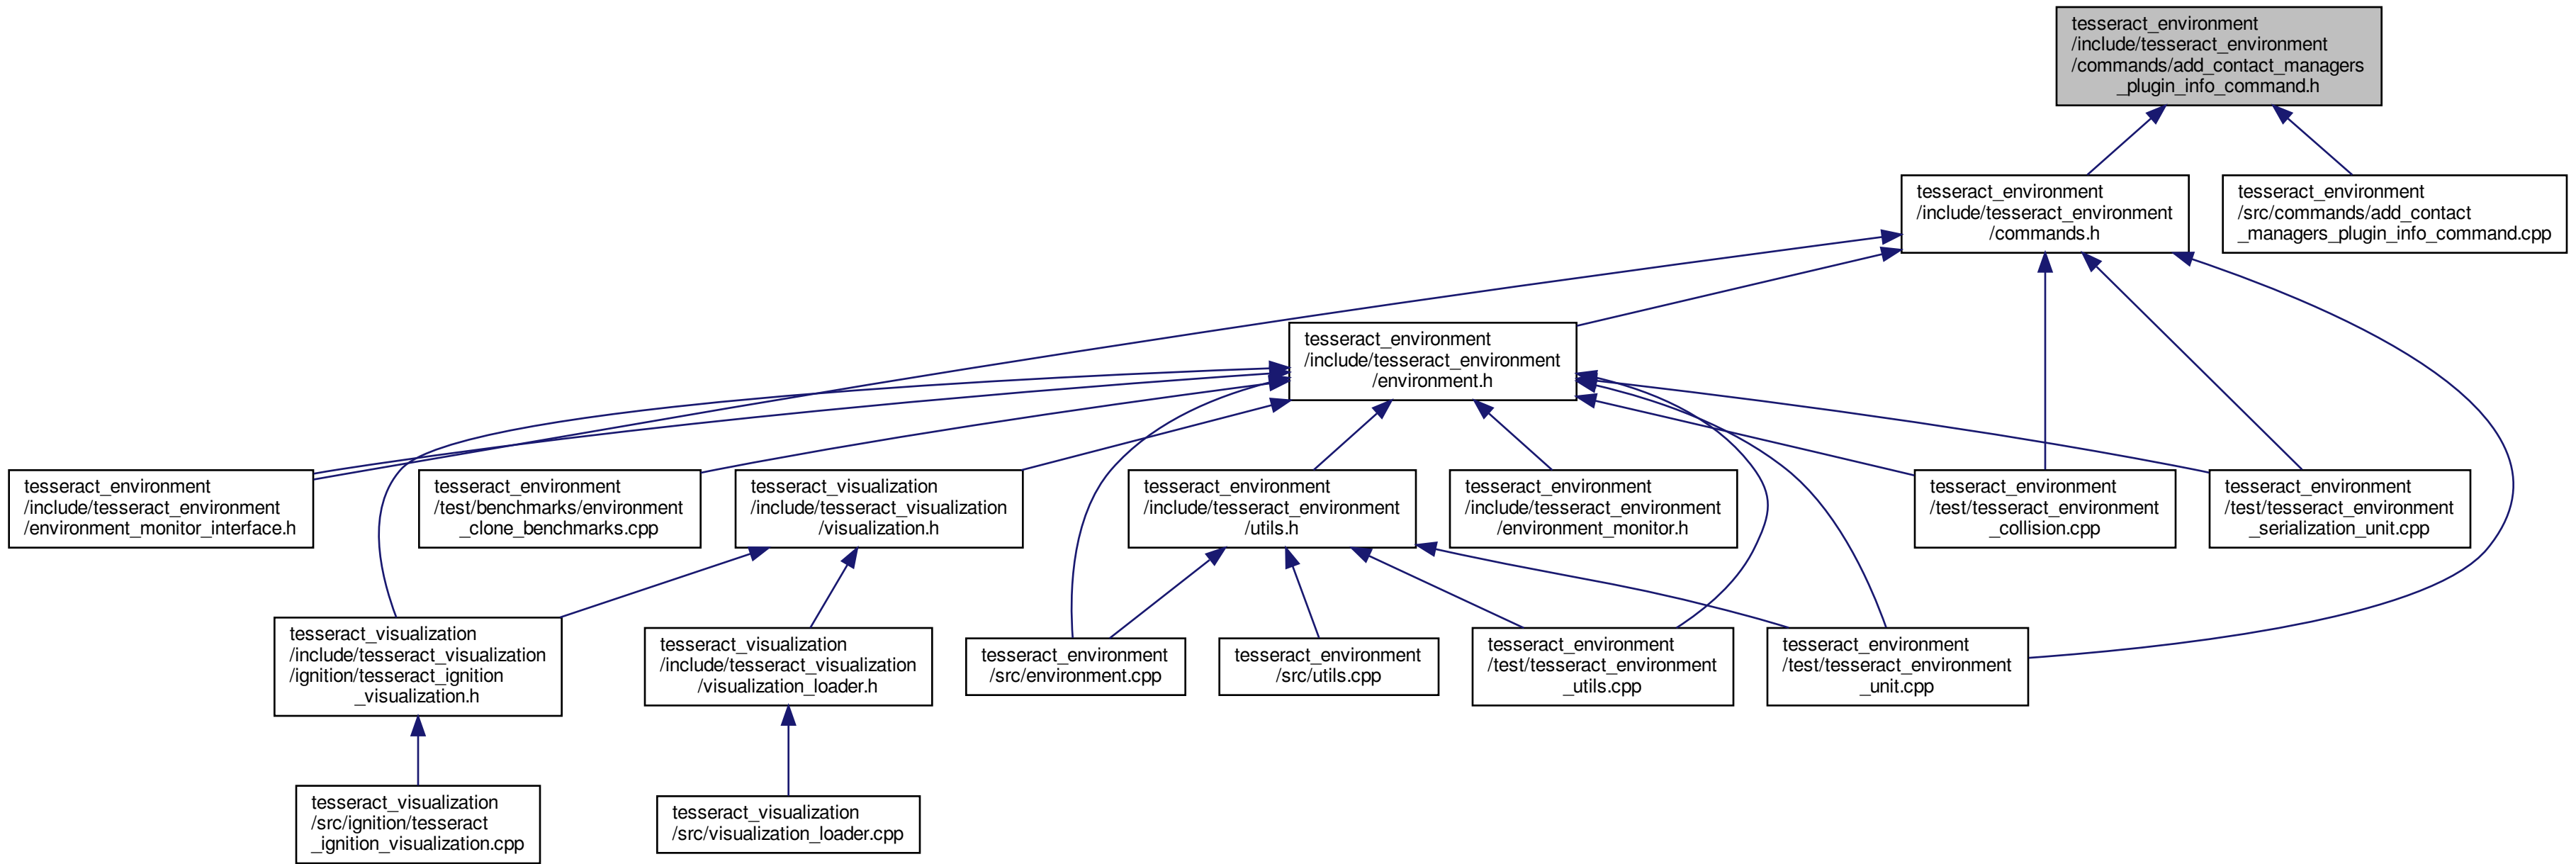 tesseract_environment
/include/tesseract_environment
/commands/add_contact_managers
_plugin_info_command.h
tesseract_environment
/include/tesseract_environment
/commands.h
tesseract_environment
/src/commands/add_contact
_managers_plugin_info_command.cpp
tesseract_environment
/include/tesseract_environment
/environment.h
tesseract_environment
/include/tesseract_environment
/environment_monitor_interface.h
tesseract_environment
/test/benchmarks/environment
_clone_benchmarks.cpp
tesseract_visualization
/include/tesseract_visualization
/visualization.h
tesseract_environment
/include/tesseract_environment
/utils.h
tesseract_environment
/include/tesseract_environment
/environment_monitor.h
tesseract_environment
/test/tesseract_environment
_collision.cpp
tesseract_environment
/test/tesseract_environment
_serialization_unit.cpp
tesseract_visualization
/include/tesseract_visualization
/ignition/tesseract_ignition
_visualization.h
tesseract_visualization
/include/tesseract_visualization
/visualization_loader.h
tesseract_environment
/src/environment.cpp
tesseract_environment
/src/utils.cpp
tesseract_environment
/test/tesseract_environment
_utils.cpp
tesseract_environment
/test/tesseract_environment
_unit.cpp
tesseract_visualization
/src/ignition/tesseract
_ignition_visualization.cpp
tesseract_visualization
/src/visualization_loader.cpp